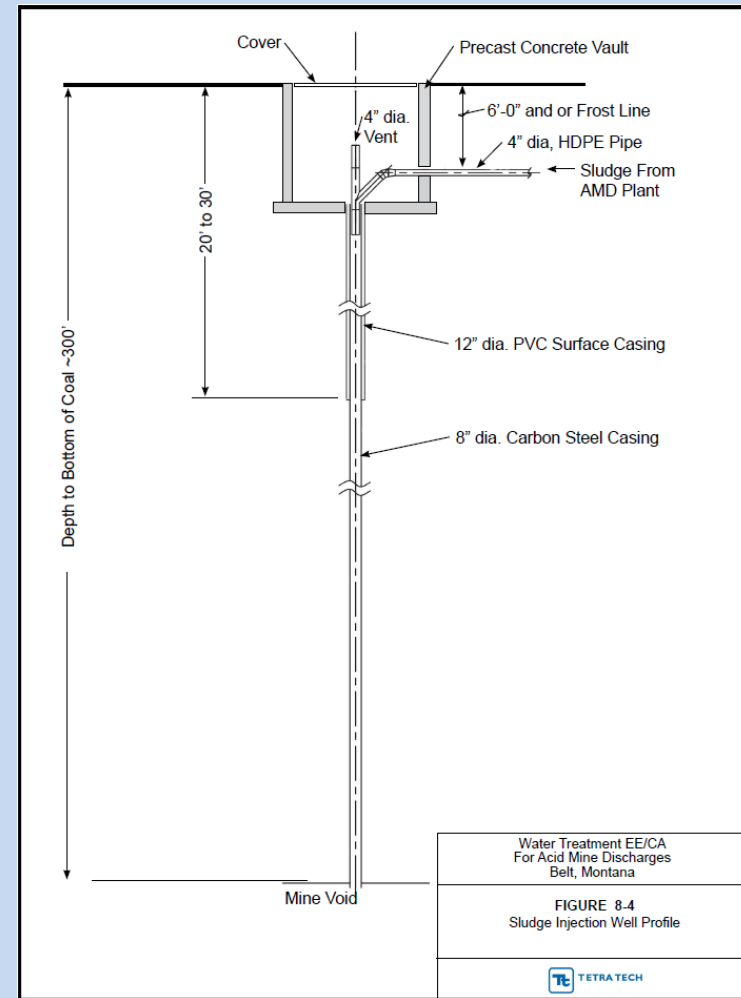 Cover
Precast Concrete Vault
6'-0" and or Frost Line
4" dia.
Vent
4" dia, HDPE Pipe
Sludge From
AMD Plant
20' to 30'
12" dia. PVC Surface Casing
8" dia. Carbon Steel Casing
Depth to Bottom of Coal ~300'
Mine Void
Water Treatment EE/CA
For Acid Mine Discharges
Belt, Montana
FIGURE 8-4
Sludge Injection Well Profile
Tt TETRA TECH